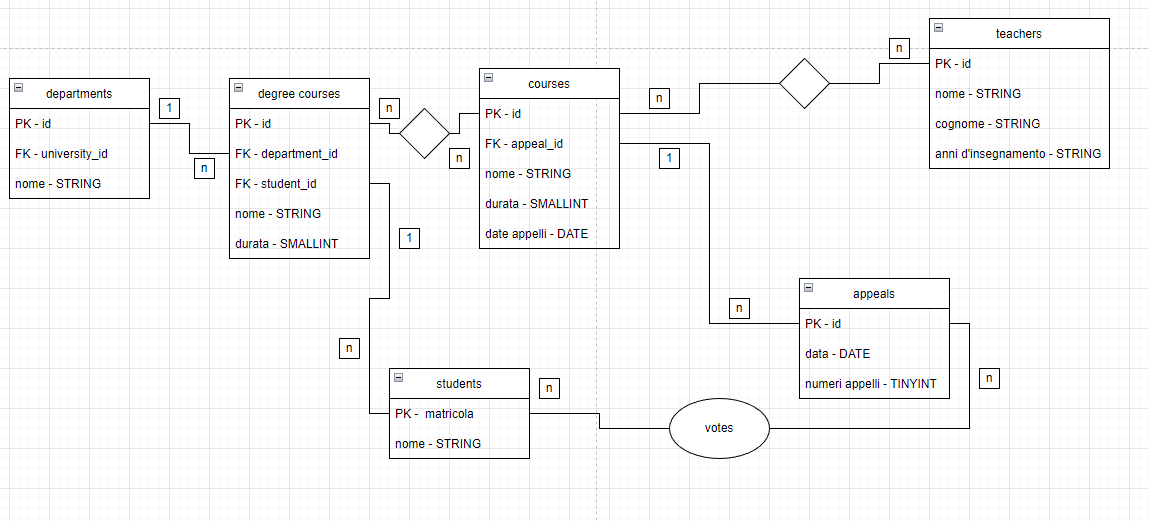 departments
PK - id
FK - university_id
nome - STRING
1
n
degree courses
PK - id
FK - department_id
FK - student_id
nome - STRING
durata - SMALLINT
n
n
courses
PK - id
FK - appeal_id
nome - STRING
durata - SMALLINT
date appelli - DATE
n
n
teachers
PK - id
nome - STRING
cognome - STRING
anni d'insegnamento - STRING
1
n
appeals
PK - id
data - DATE
numeri appelli - TINYINT
1
n
students
PK - matricola
nome - STRING
n
votes
n